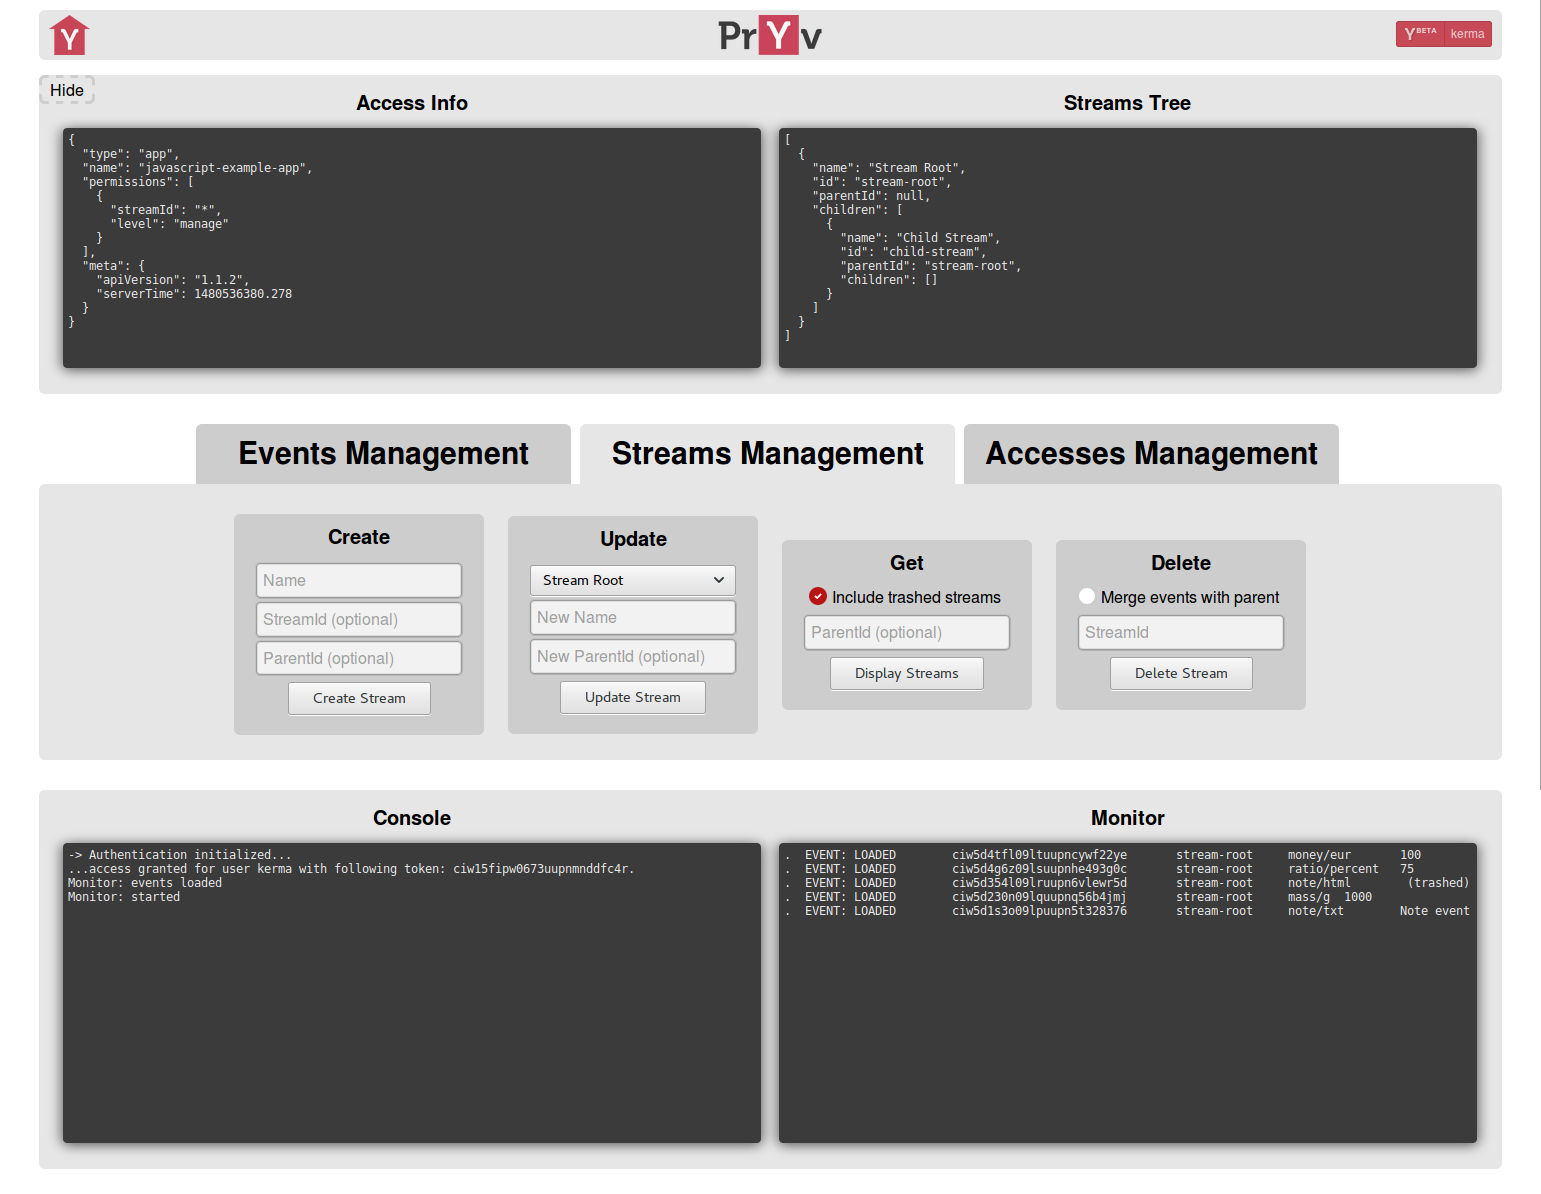 Y
PrYv
Y BETA kerma
Hide
Access Info
{
  "type": "app",
  "name": "javascript-example-app",
  "permissions": [
    {
      "streamId": "*",
      "level": "manage"
    }
  ],
  "meta": {
    "apiVersion": "1.1.2",
    "serverTime": 1480536380.278
  }
}
Streams Tree
[
  {
    "name": "Stream Root",
    "id": "stream-root",
    "parentId": null,
    "children": [
      {
        "name": "Child Stream",
        "id": "child-stream",
        "parentId": "stream-root",
        "children": []
      }
    ]
  }
]
Events Management
Streams Management
Accesses Management
Create
Name
StreamId (optional)
ParentId (optional)
Create Stream
Update
Stream Root
New Name
New ParentId (optional)
Update Stream
Get
Include trashed streams
ParentId (optional)
Display Streams
Delete
Merge events with parent
StreamId
Delete Stream
Console
-> Authentication initialized...
...access granted for user kerma with following token: ciw15fipw0673uupnmnddfc4r.
Monitor: events loaded
Monitor: started
Monitor
.  EVENT: LOADED        ciw5d4tfl09ltuupncywf22ye       stream-root     money/eur       100
.  EVENT: LOADED        ciw5d4g6z09lsuupnhe493g0c       stream-root     ratio/percent   75
.  EVENT: LOADED        ciw5d354l09lruupn6vlewr5d       stream-root     note/html        (trashed)
.  EVENT: LOADED        ciw5d230n09lquupnq56b4jmj       stream-root     mass/g  1000
.  EVENT: LOADED        ciw5d1s3o09lpuupn5t328376       stream-root     note/txt        Note event